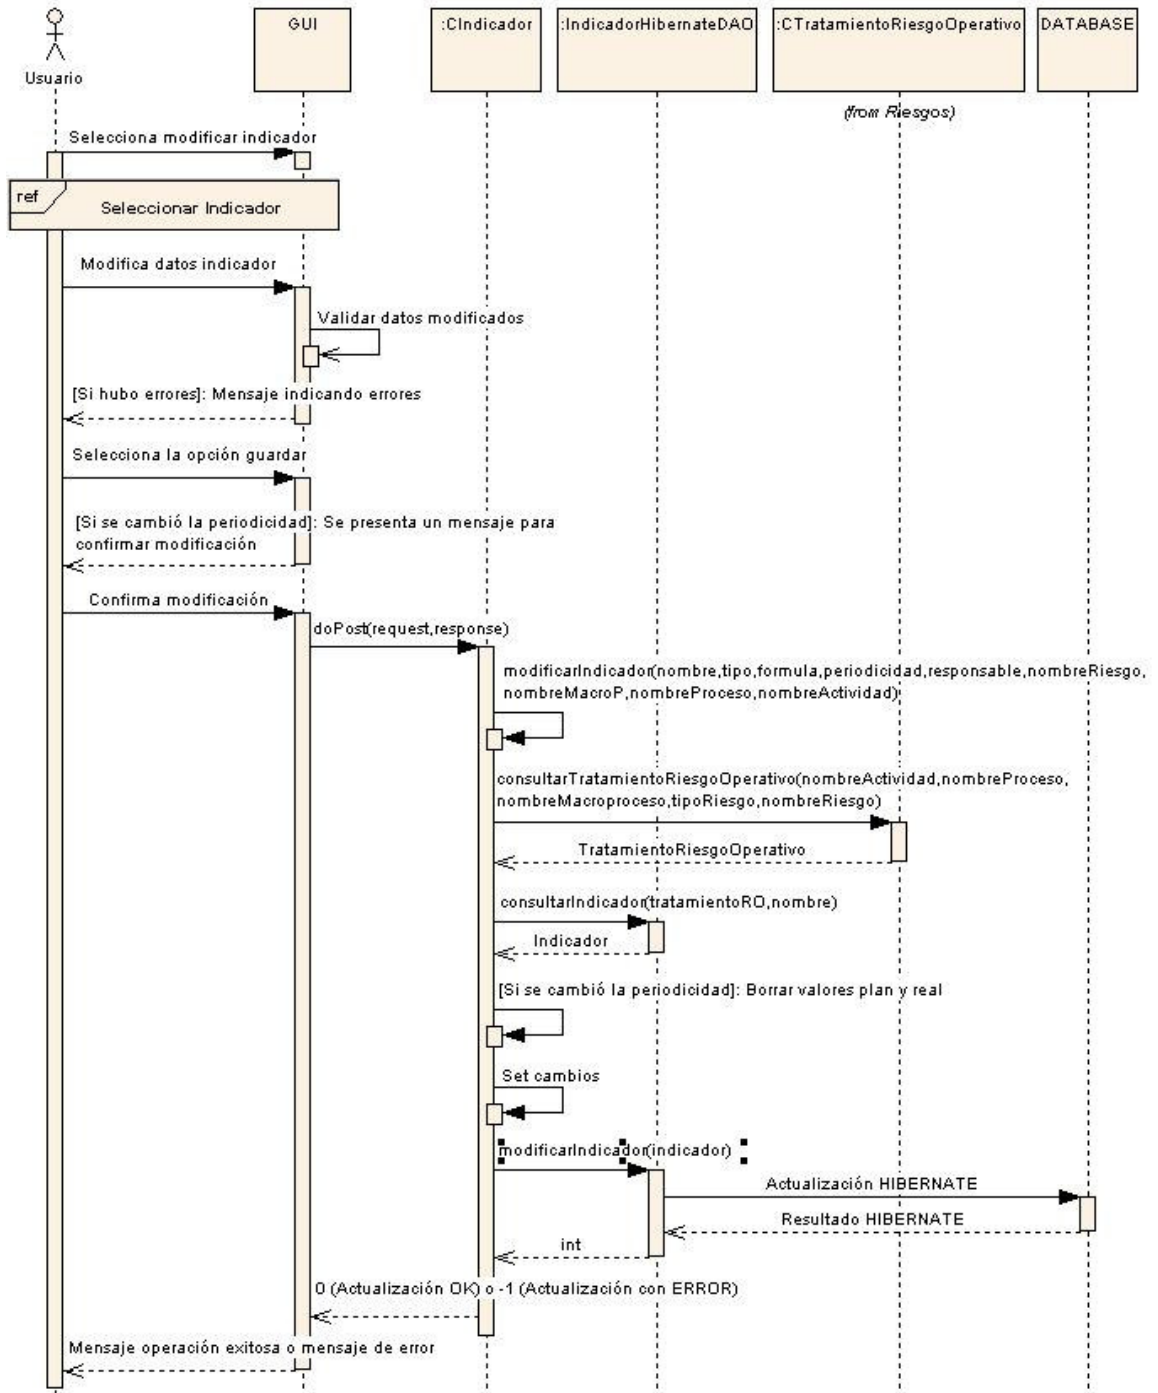 Usuario
GUI
:CIndicador
:IndicadorHibernateDAO
:CTratamientoRiesgoOperativo
DATABASE
(from Riesgos)
Selecciona modificar indicador
ref
Seleccionar Indicador
Modifica datos indicador
Validar datos modificados
[Si hubo errores]: Mensaje indicando errores
Selecciona la opción guardar
[Si se cambió la periodicidad]: Se presenta un mensaje para
confirmar modificación
Confirma modificación
doPost(request,response)
modificarIndicador(nombre,tipo,formula,periodicidad,responsable,nombreRiesgo,
nombreMacroP,nombreProceso,nombreActividad)
consultarTratamientoRiesgoOperativo(nombreActividad,nombreProceso,
nombreMacroproceso,tipoRiesgo,nombreRiesgo)
TratamientoRiesgoOperativo
consultarIndicador(tratamientoRO,nombre)
Indicador
[Si se cambió la periodicidad]: Borrar valores plan y real
Set cambios
modificarIndicador(indicador)
Actualización HIBERNATE
Resultado HIBERNATE
int
0 (Actualización OK) o -1 (Actualización con ERROR)
Mensaje operación exitosa o mensaje de error